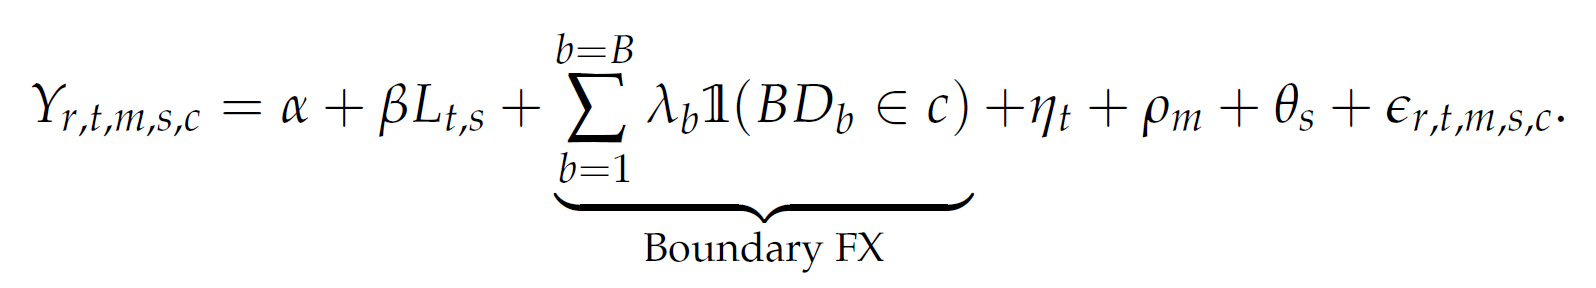 b=B
Y_{r,t,m,s,c} = α + βL_{t,s} + ∑ λ_b 𝟙(BD_b ∈ c) + η_t + ρ_m + θ_s + ϵ_{r,t,m,s,c}.
b=1
Boundary FX